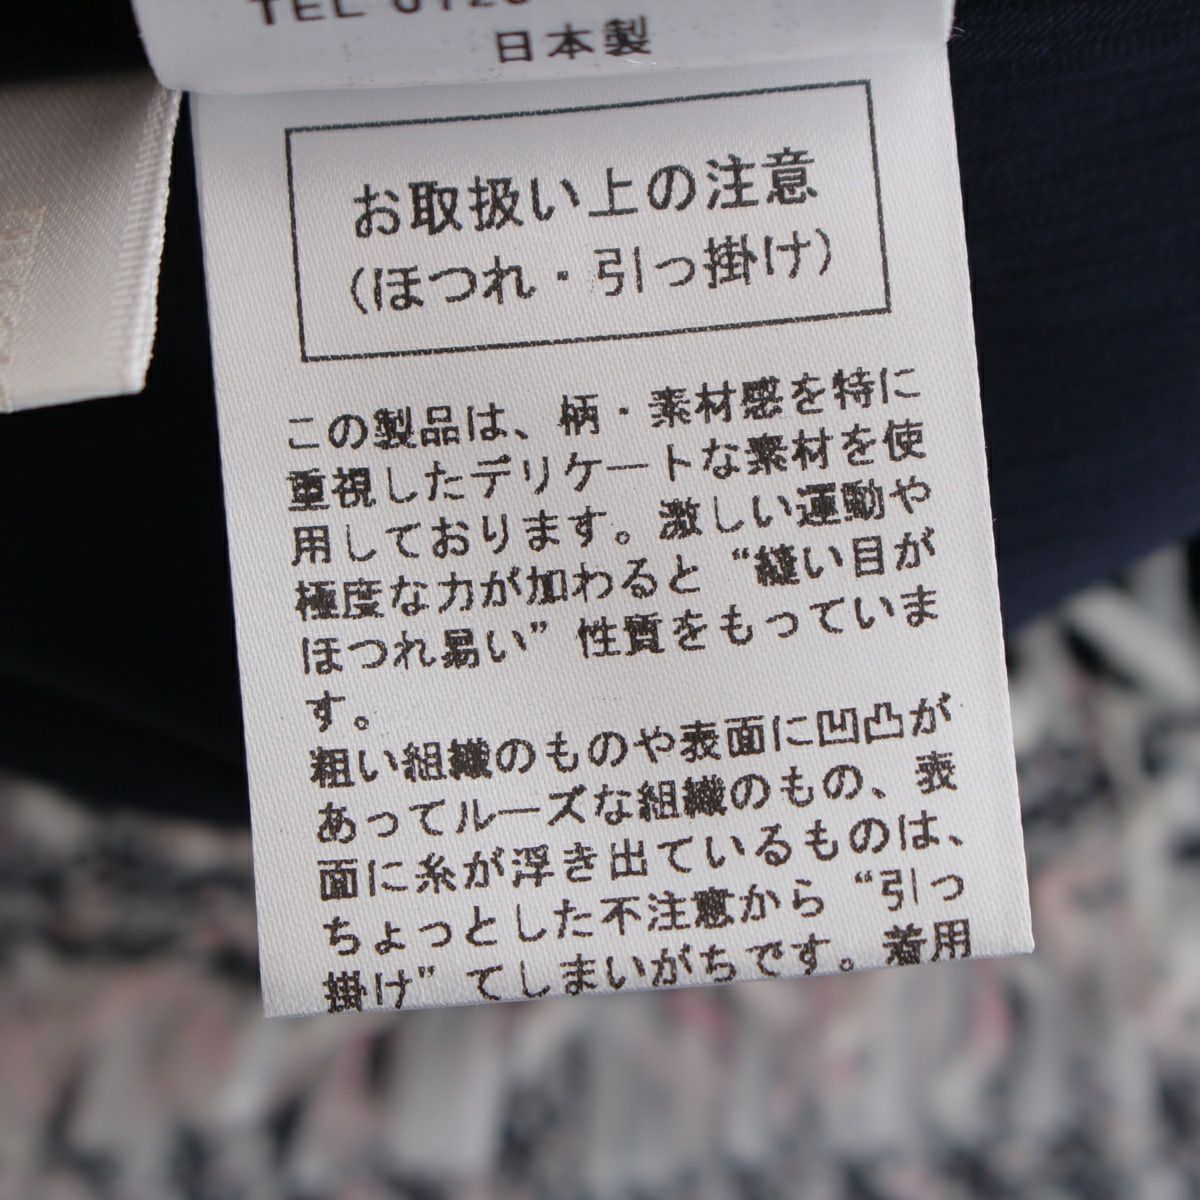 TEL 0120
日本製
お取扱い上の注意
(ほつれ・引っ掛け)
この製品は、柄・素材感を特に
重視したデリケートな素材を使
用しております。激しい運動や
極度な力が加わると“縫い目が
ほつれ易い”性質をもっていま
す。
粗い組織のものや表面に凹凸が
あってルーズな組織のもの、表
面に糸が浮き出ているものは、
ちょっとした不注意から“引っ
掛け”てしまいがちです。着用